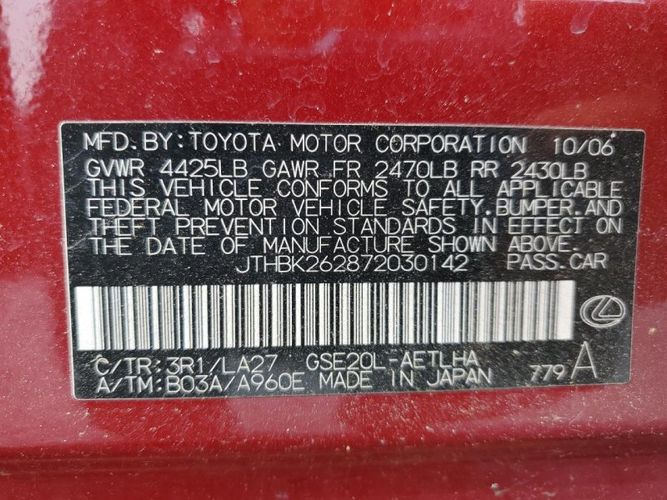 MFD.BY:TOYOTA MOTOR CORPORATION 10/06
GVWR 4425LB GAWR FR 2470LB RR 2430LB
THIS VEHICLE CONFORMS TO ALL APPLICABLE
FEDERAL MOTOR VEHICLE SAFETY,BUMPER,AND
THEFT PREVENTION STANDARDS IN EFFECT ON
THE DATE OF MANUFACTURE SHOWN ABOVE.
JTHBK262872030142 PASS.CAR
C/TR:3R1/LA27 GSE20L-AETLHA
A/TM:B03A/A960E MADE IN JAPAN 779A